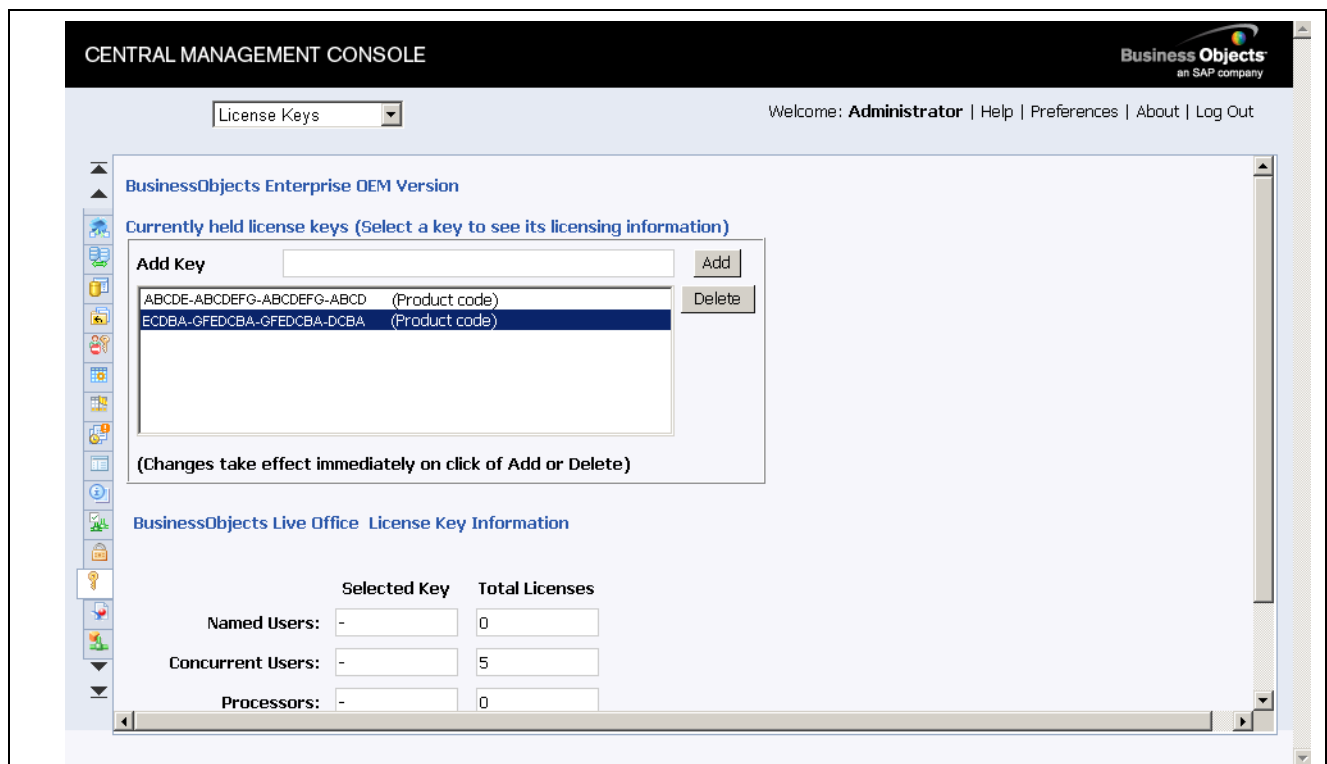 CENTRAL MANAGEMENT CONSOLE
Business Objects
an SAP company
License Keys
Welcome: Administrator | Help | Preferences | About | Log Out
BusinessObjects Enterprise OEM Version
Currently held license keys (Select a key to see its licensing information)
Add Key
Add
ABCDE-ABCDEFG-ABCDEFG-ABCD (Product code)
Delete
ECDBA-GFEDCBA-GFEDCBA-DCBA (Product code)
(Changes take effect immediately on click of Add or Delete)
BusinessObjects Live Office License Key Information
Selected Key Total Licenses
Named Users: - 0
Concurrent Users: - 5
Processors: - 0